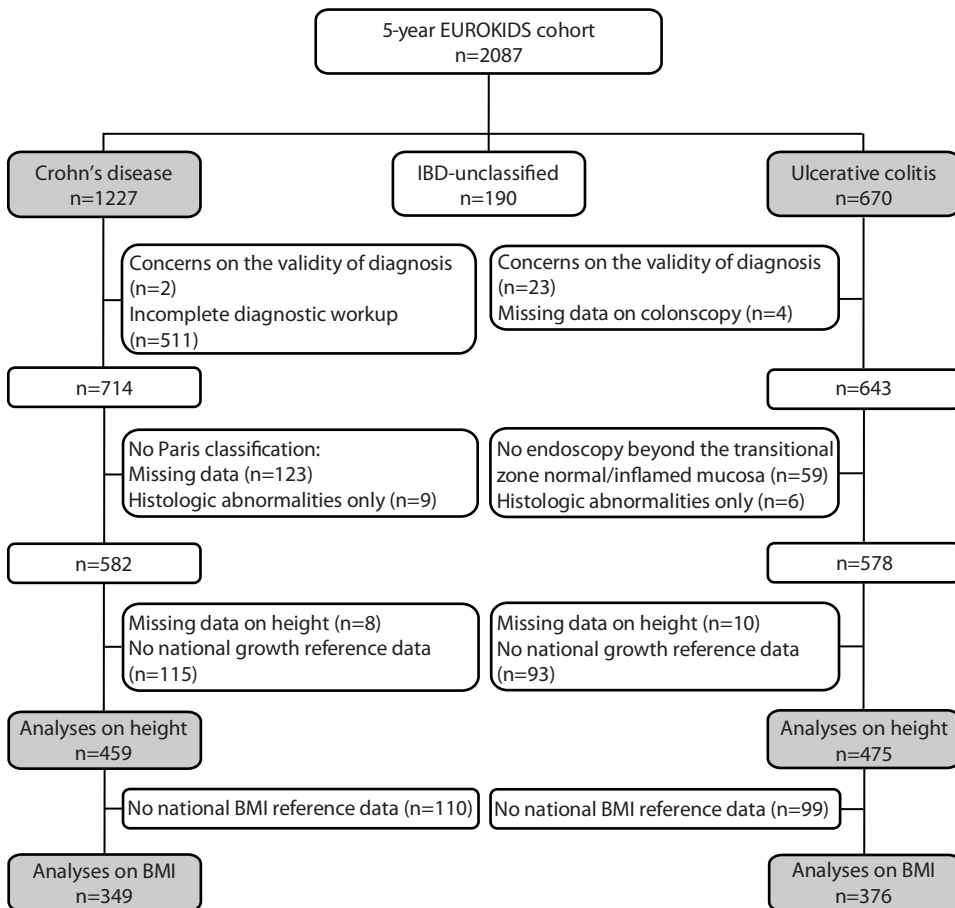 5-year EUROKIDS cohort
n=2087
Crohn's disease
n=1227
IBD-unclassified
n=190
Ulcerative colitis
n=670
Concerns on the validity of diagnosis
(n=2)
Incomplete diagnostic workup
(n=511)
Concerns on the validity of diagnosis
(n=23)
Missing data on colonscopy (n=4)
n=714
n=643
No Paris classification:
Missing data (n=123)
Histologic abnormalities only (n=9)
No endoscopy beyond the transitional
zone normal/inflamed mucosa (n=59)
Histologic abnormalities only (n=6)
n=582
n=578
Missing data on height (n=8)
No national growth reference data
(n=115)
Missing data on height (n=10)
No national growth reference data
(n=93)
Analyses on height
n=459
Analyses on height
n=475
No national BMI reference data (n=110)
No national BMI reference data (n=99)
Analyses on BMI
n=349
Analyses on BMI
n=376